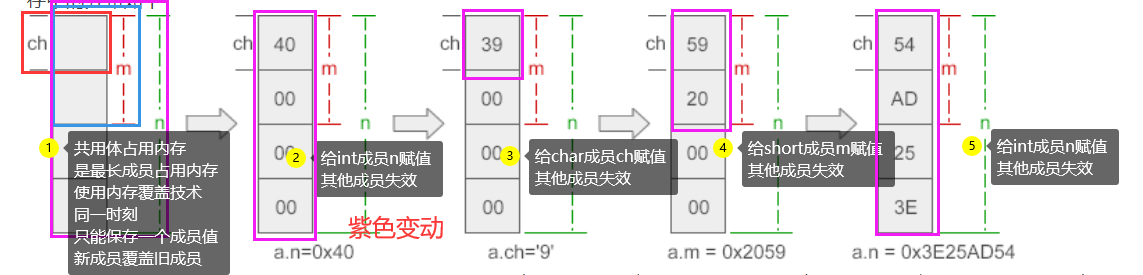 ch
m
n
1
共用体占用内存
是最长成员占用内存
使用内存覆盖技术
同一时刻
只能保存一个成员值
新成员覆盖旧成员
ch
40
00
00
00
m
n
2
给int成员n赋值
其他成员失效
紫色变动
a.n=0x40
ch
39
00
00
00
m
n
3
给char成员ch赋值
其他成员失效
a.ch='9'
ch
59
20
00
00
m
n
4
给short成员m赋值
其他成员失效
a.m = 0x2059
ch
54
AD
25
3E
m
n
5
给int成员n赋值
其他成员失效
a.n = 0x3E25AD54